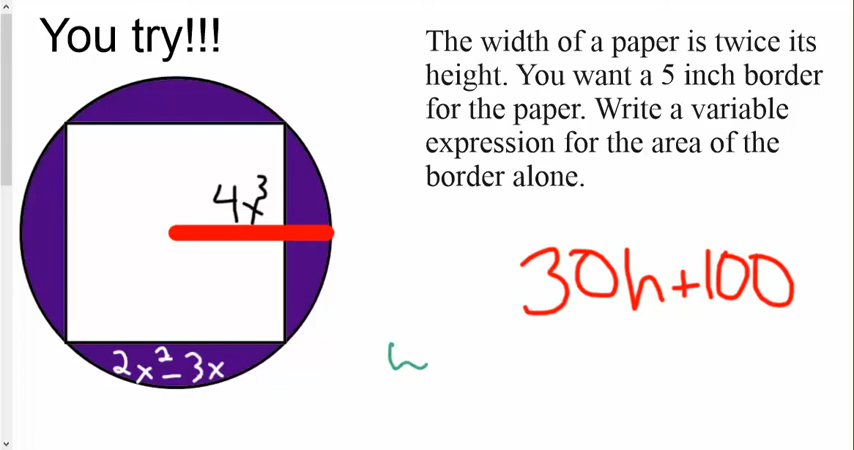 You try!!!
The width of a paper is twice its
height. You want a 5 inch border
for the paper. Write a variable
expression for the area of the
border alone.
4x³
2x² - 3x
30h+100
h